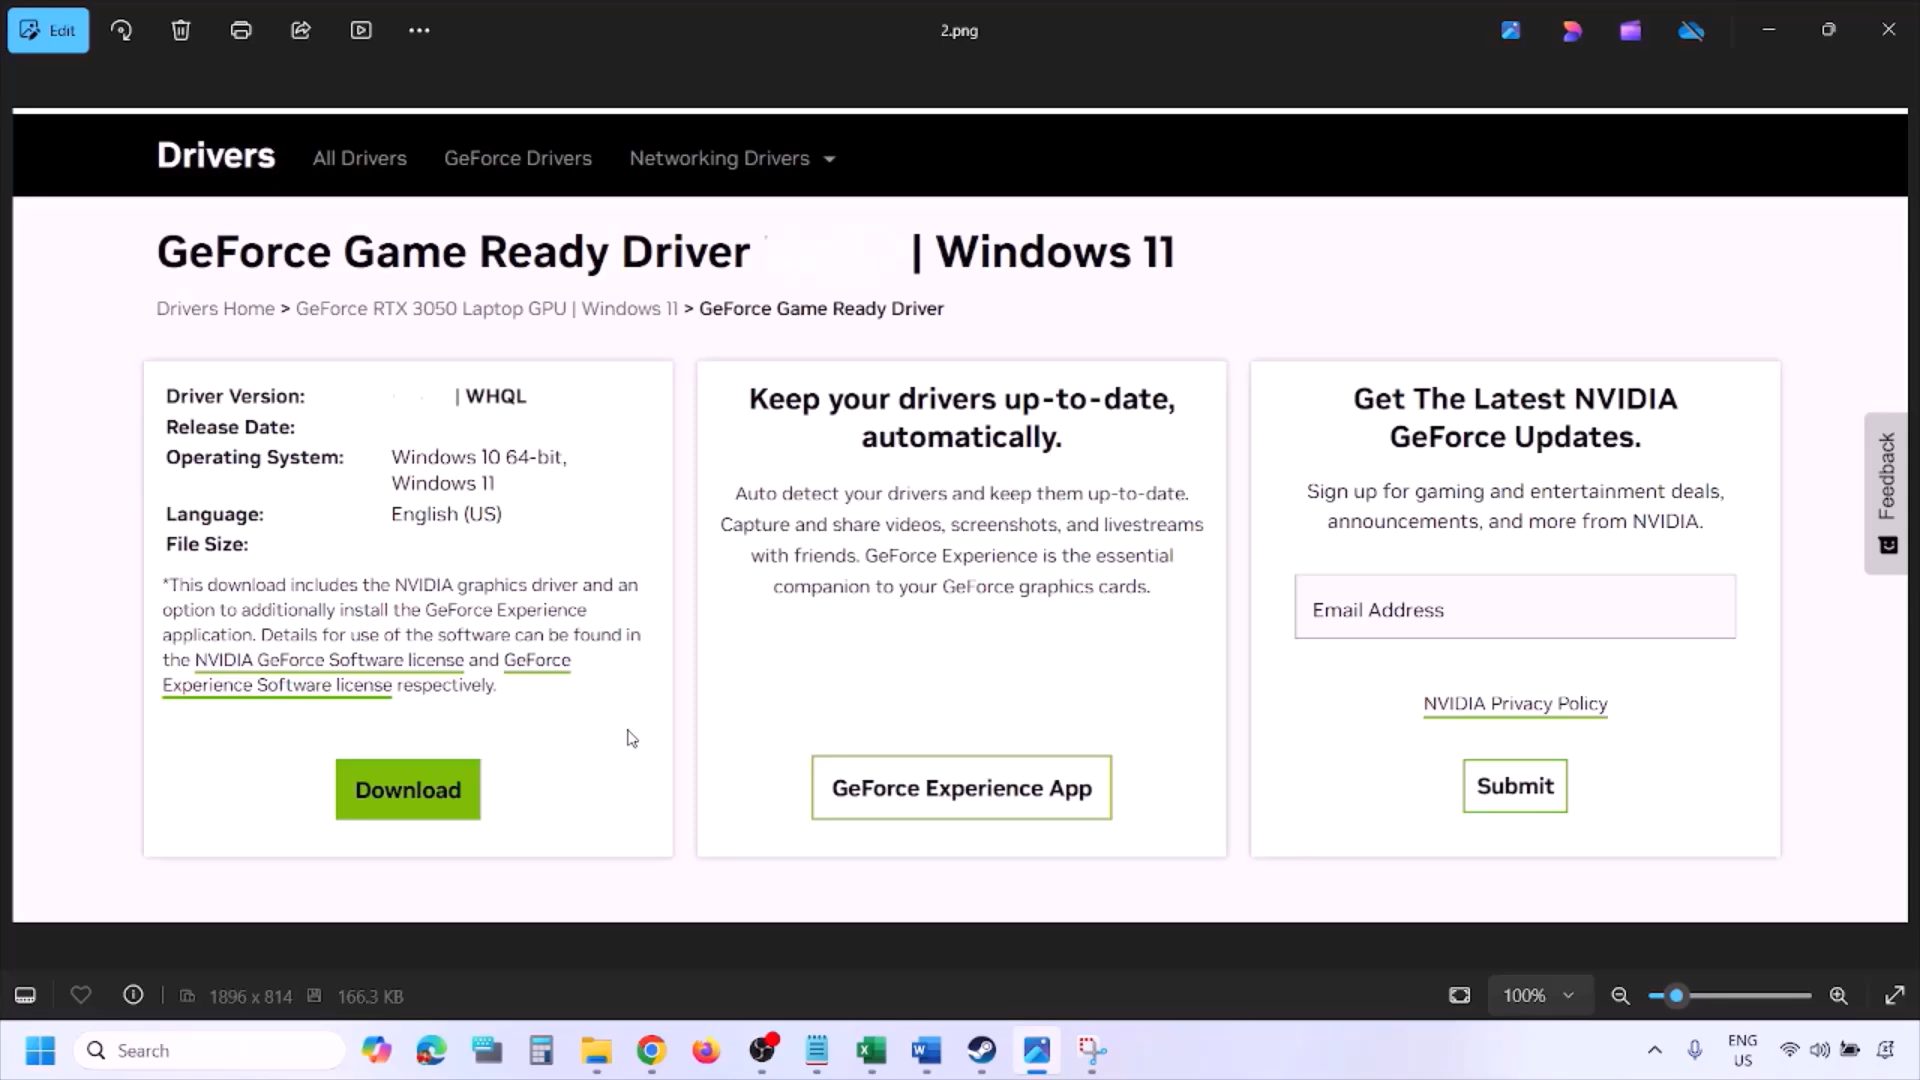 Edit
2.png
Drivers
All Drivers
GeForce Drivers
Networking Drivers
GeForce Game Ready Driver | Windows 11
Drivers Home > GeForce RTX 3050 Laptop GPU | Windows 11 > GeForce Game Ready Driver
Driver Version: | WHQL
Release Date:
Operating System: Windows 10 64-bit,
Windows 11
Language: English (US)
File Size:
*This download includes the NVIDIA graphics driver and an
option to additionally install the GeForce Experience
application. Details for use of the software can be found in
the NVIDIA GeForce Software license and GeForce
Experience Software license respectively.
Download
Keep your drivers up-to-date,
automatically.
Auto detect your drivers and keep them up-to-date.
Capture and share videos, screenshots, and livestreams
with friends. GeForce Experience is the essential
companion to your GeForce graphics cards.
GeForce Experience App
Get The Latest NVIDIA
GeForce Updates.
Sign up for gaming and entertainment deals,
announcements, and more from NVIDIA.
Email Address
NVIDIA Privacy Policy
Submit
Feedback
1896 x 814
166.3 KB
100%
Search
ENG
US